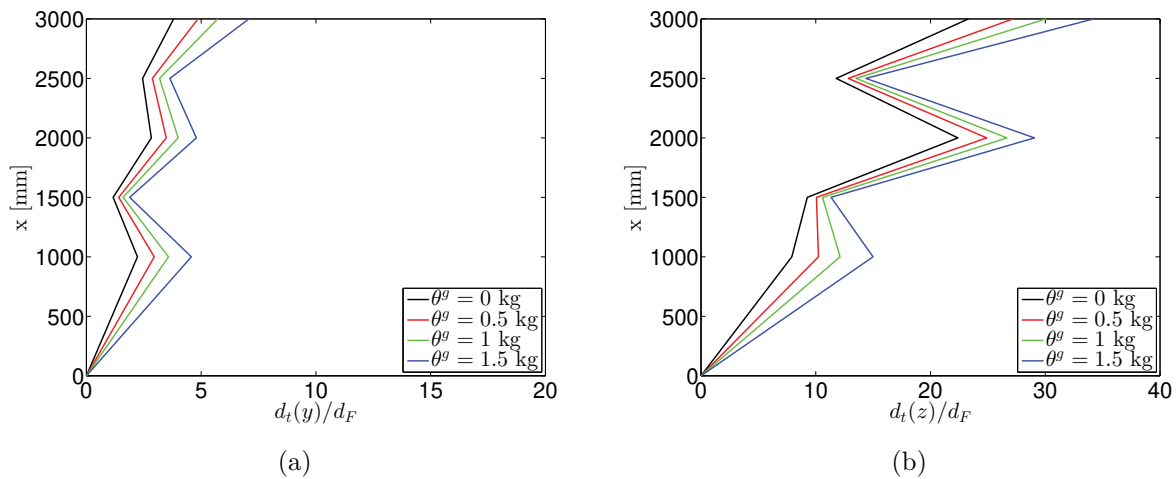 3000
2500
2000
1500
1000
500
0
x [mm]
0
5
10
15
20
d_t(y)/d_F
θ^g = 0 kg
θ^g = 0.5 kg
θ^g = 1 kg
θ^g = 1.5 kg
(a)
3000
2500
2000
1500
1000
500
0
x [mm]
0
10
20
30
40
d_t(z)/d_F
θ^g = 0 kg
θ^g = 0.5 kg
θ^g = 1 kg
θ^g = 1.5 kg
(b)